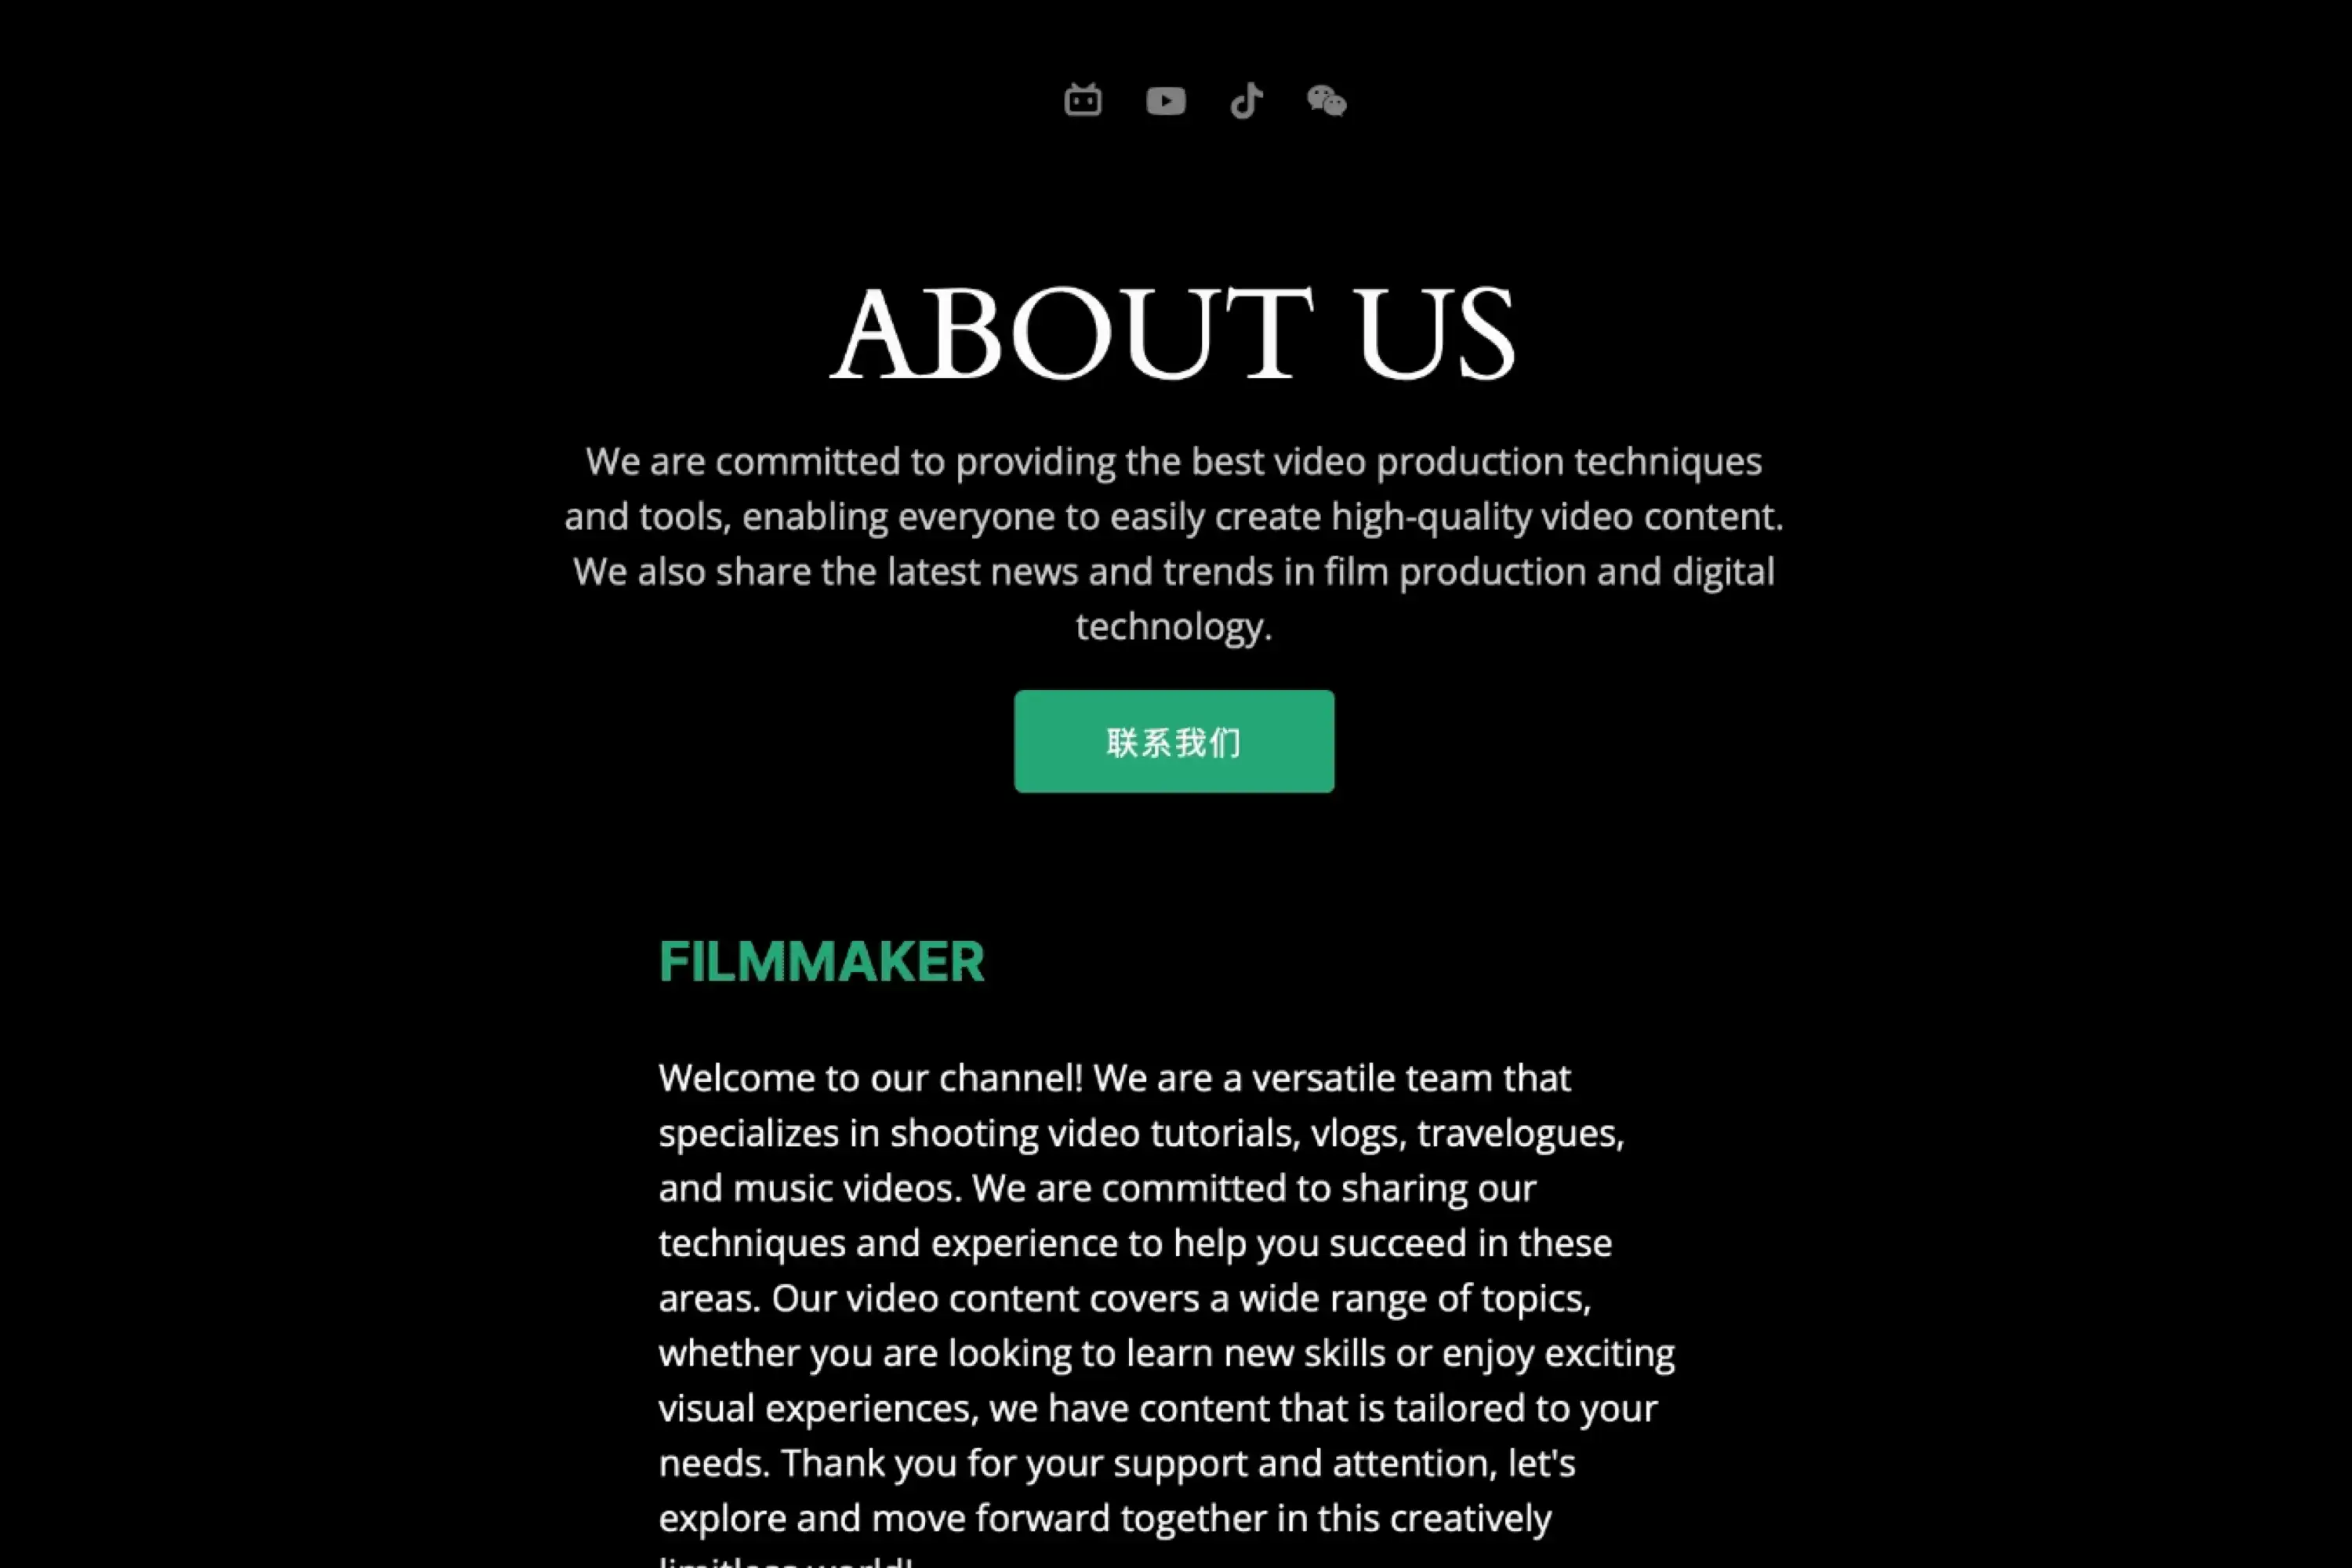 ABOUT US
We are committed to providing the best video production techniques
and tools, enabling everyone to easily create high-quality video content.
We also share the latest news and trends in film production and digital
technology.
联系我们
FILMMAKER
Welcome to our channel! We are a versatile team that
specializes in shooting video tutorials, vlogs, travelogues,
and music videos. We are committed to sharing our
techniques and experience to help you succeed in these
areas. Our video content covers a wide range of topics,
whether you are looking to learn new skills or enjoy exciting
visual experiences, we have content that is tailored to your
needs. Thank you for your support and attention, let's
explore and move forward together in this creatively
limitless world!